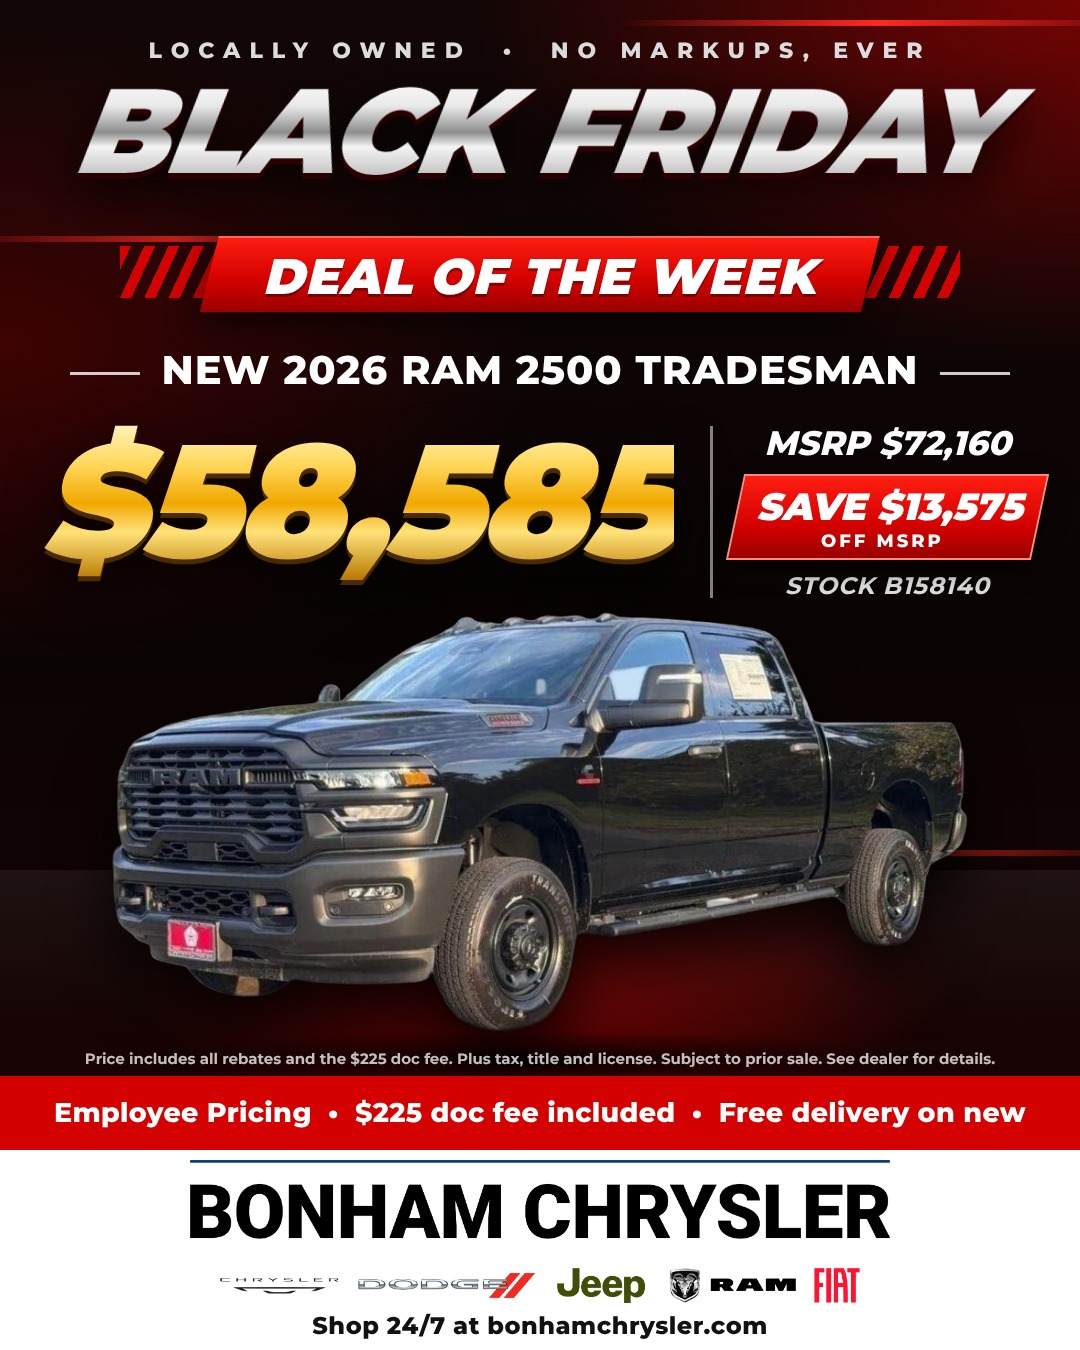 LOCALLY OWNED • NO MARKUPS, EVER
BLACK FRIDAY
DEAL OF THE WEEK
NEW 2026 RAM 2500 TRADESMAN
$58,585
MSRP $72,160
SAVE $13,575
OFF MSRP
STOCK B158140
RAM
Price includes all rebates and the $225 doc fee. Plus tax, title and license. Subject to prior sale. See dealer for details.
Employee Pricing • $225 doc fee included • Free delivery on new
BONHAM CHRYSLER
CHRYSLER DODGE Jeep RAM FIAT
Shop 24/7 at bonhamchrysler.com